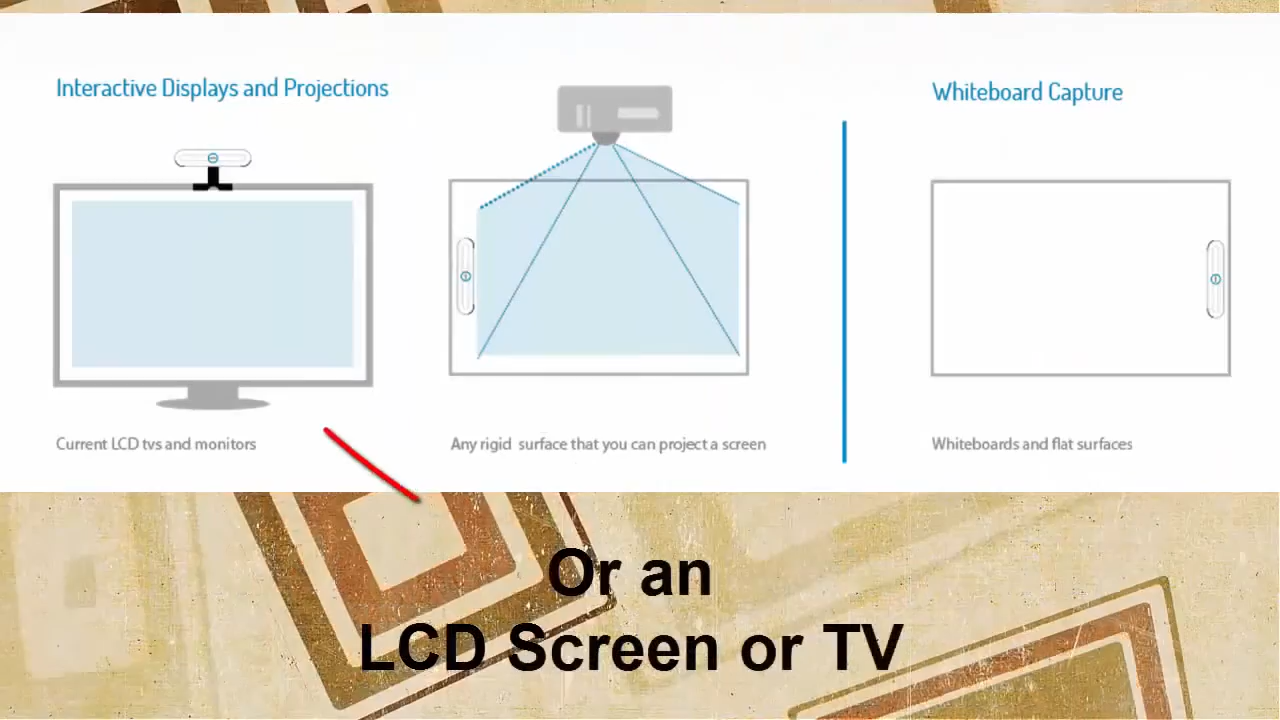 Interactive Displays and Projections
Whiteboard Capture
Current LCD tvs and monitors
Any rigid surface that you can project a screen
Whiteboards and flat surfaces
Or an
LCD Screen or TV